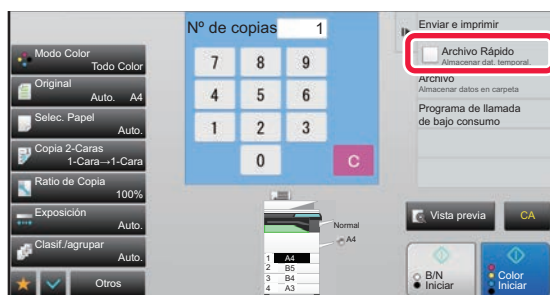 Modo Color
Todo Color
Original
Auto. A4
Selec. Papel
Auto.
Copia 2-Caras
1-Cara→1-Cara
Ratio de Copia
100%
Exposición
Auto.
Clasif./agrupar
Auto.
Otros
Nº de copias 1
7 8 9
4 5 6
1 2 3
0 C
Normal
A4
1 A4
2 B5
3 B4
4 A3
Enviar e imprimir
Archivo Rápido
Almacenar dat. temporal.
Archivo
Almacenar datos en carpeta
Programa de llamada
de bajo consumo
Vista previa CA
B/N
Iniciar
Color
Iniciar